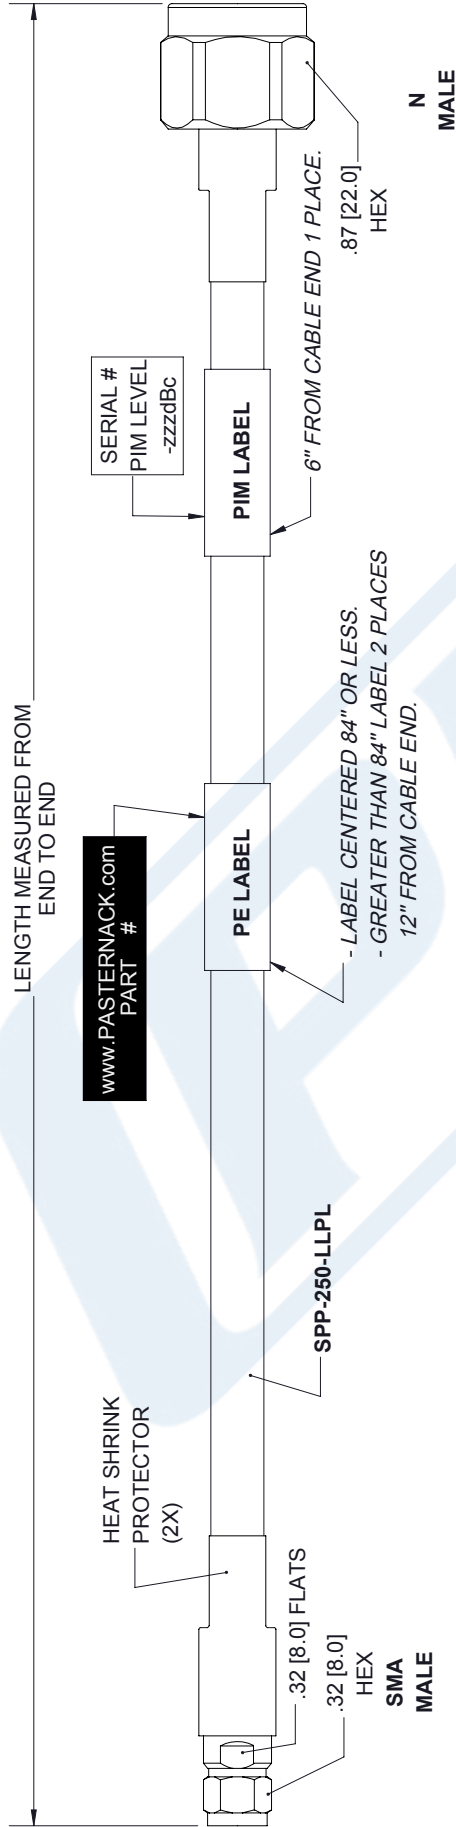 LENGTH MEASURED FROM
END TO END
www.PASTERNACK.com
PART #
SERIAL #
PIM LEVEL
-zzzdBc
HEAT SHRINK
PROTECTOR
(2X)
PE LABEL
PIM LABEL
.32 [8.0] FLATS
.32 [8.0]
HEX
SMA
MALE
SPP-250-LLPL
- LABEL CENTERED 84" OR LESS.
- GREATER THAN 84" LABEL 2 PLACES
12" FROM CABLE END.
6" FROM CABLE END 1 PLACE.
.87 [22.0]
HEX
N
MALE